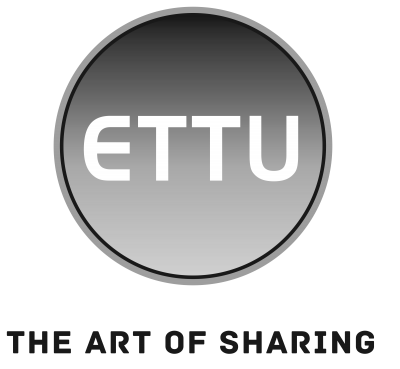 ETTU
THE ART OF SHARING